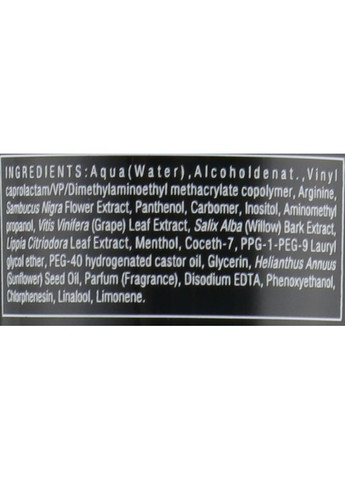 INGREDIENTS:Aqua(Water),Alcoholdenat.,Vinyl
caprolactam/VP/Dimethylaminoethyl methacrylate copolymer, Arginine,
Sambucus Nigra Flower Extract, Panthenol, Carbomer, Inositol, Aminomethyl
propanol, Vitis Vinifera (Grape) Leaf Extract, Salix Alba (Willow) Bark Extract,
Lippia Citriodora Leaf Extract, Menthol, Coceth-7, PPG-1-PEG-9 Lauryl
glycol ether, PEG-40 hydrogenated castor oil, Glycerin, Helianthus Annuus
(Sunflower) Seed Oil, Parfum (Fragrance), Disodium EDTA, Phenoxyethanol,
Chlorphenesin, Linalool, Limonene.